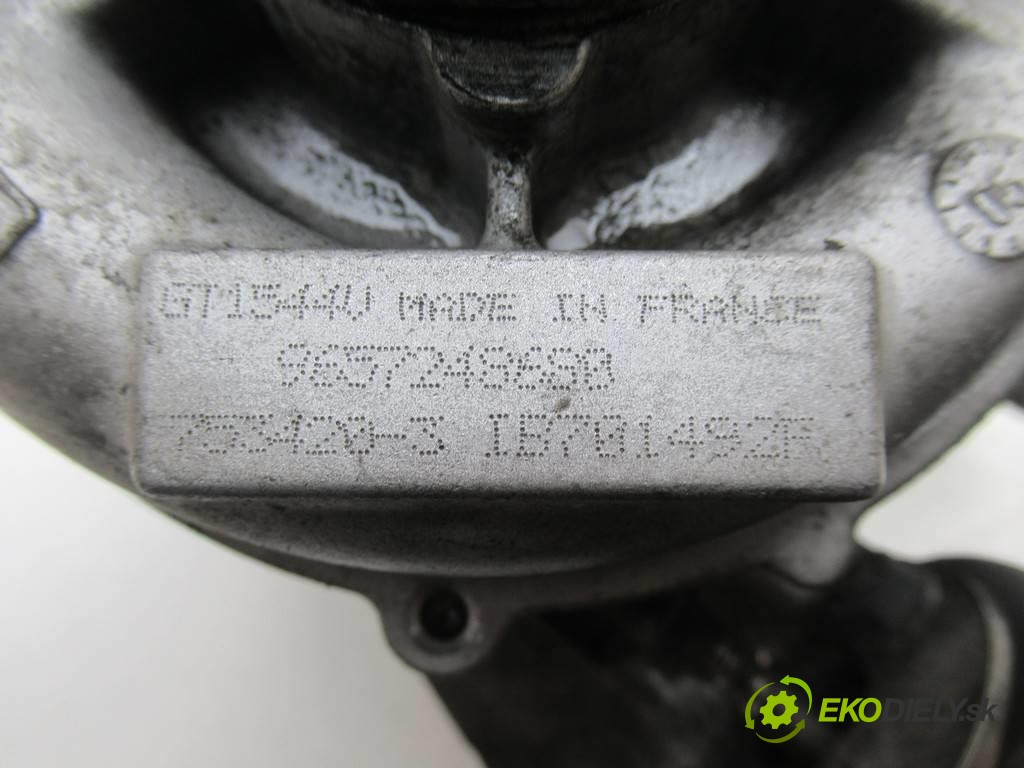 GT1544V MADE IN FRANCE
9657248680
753420-3 IE701492F
EKODIELY.sk